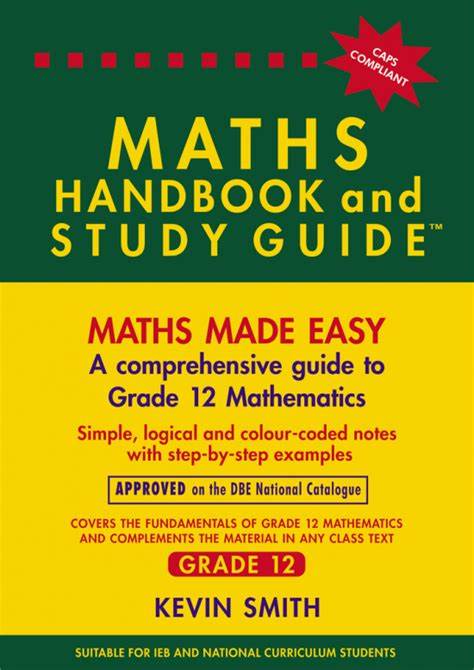 CAPS
COMPLIANT
MATHS
HANDBOOK and
STUDY GUIDE™
MATHS MADE EASY
A comprehensive guide to
Grade 12 Mathematics
Simple, logical and colour-coded notes
with step-by-step examples
APPROVED on the DBE National Catalogue
COVERS THE FUNDAMENTALS OF GRADE 12 MATHEMATICS
AND COMPLEMENTS THE MATERIAL IN ANY CLASS TEXT
GRADE 12
KEVIN SMITH
SUITABLE FOR IEB AND NATIONAL CURRICULUM STUDENTS